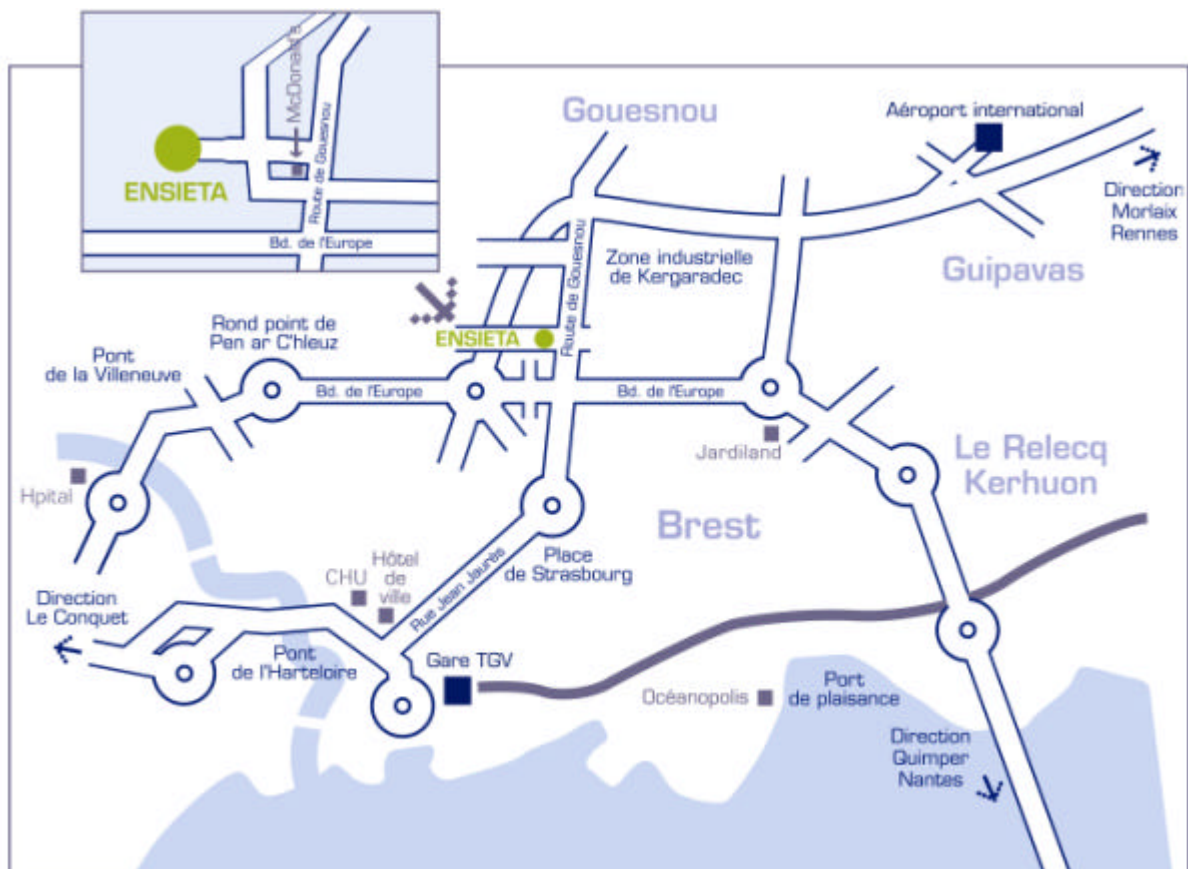 McDonald's
Route de Gouesnou
ENSIETA
Bd. de l'Europe
Gouesnou
Aéroport international
Direction
Morlaix
Rennes
Guipavas
Zone industrielle
de Kergaradec
Route de Gouesnou
ENSIETA
Rond point de
Pen ar C'hleuz
Pont
de la Villeneuve
Bd. de l'Europe
Bd. de l'Europe
Jardiland
Hpital
Le Relecq
Kerhuon
Brest
Place
de Strasbourg
Rue Jean Jaurès
Hôtel
de
ville
CHU
Direction
Le Conquet
Pont
de l'Harteloire
Gare TGV
Océanopolis
Port
de plaisance
Direction
Quimper
Nantes